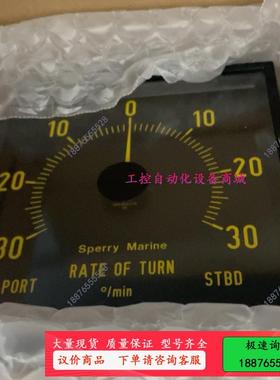 0
10 10
20 20
30 30
工控自动化设备商城
18876555928
Sperry Marine
PORT RATE OF TURN STBD
°/min
大量现货 质量保证 型号齐全
议价商品 下单请咨询客服
极速询
18876555